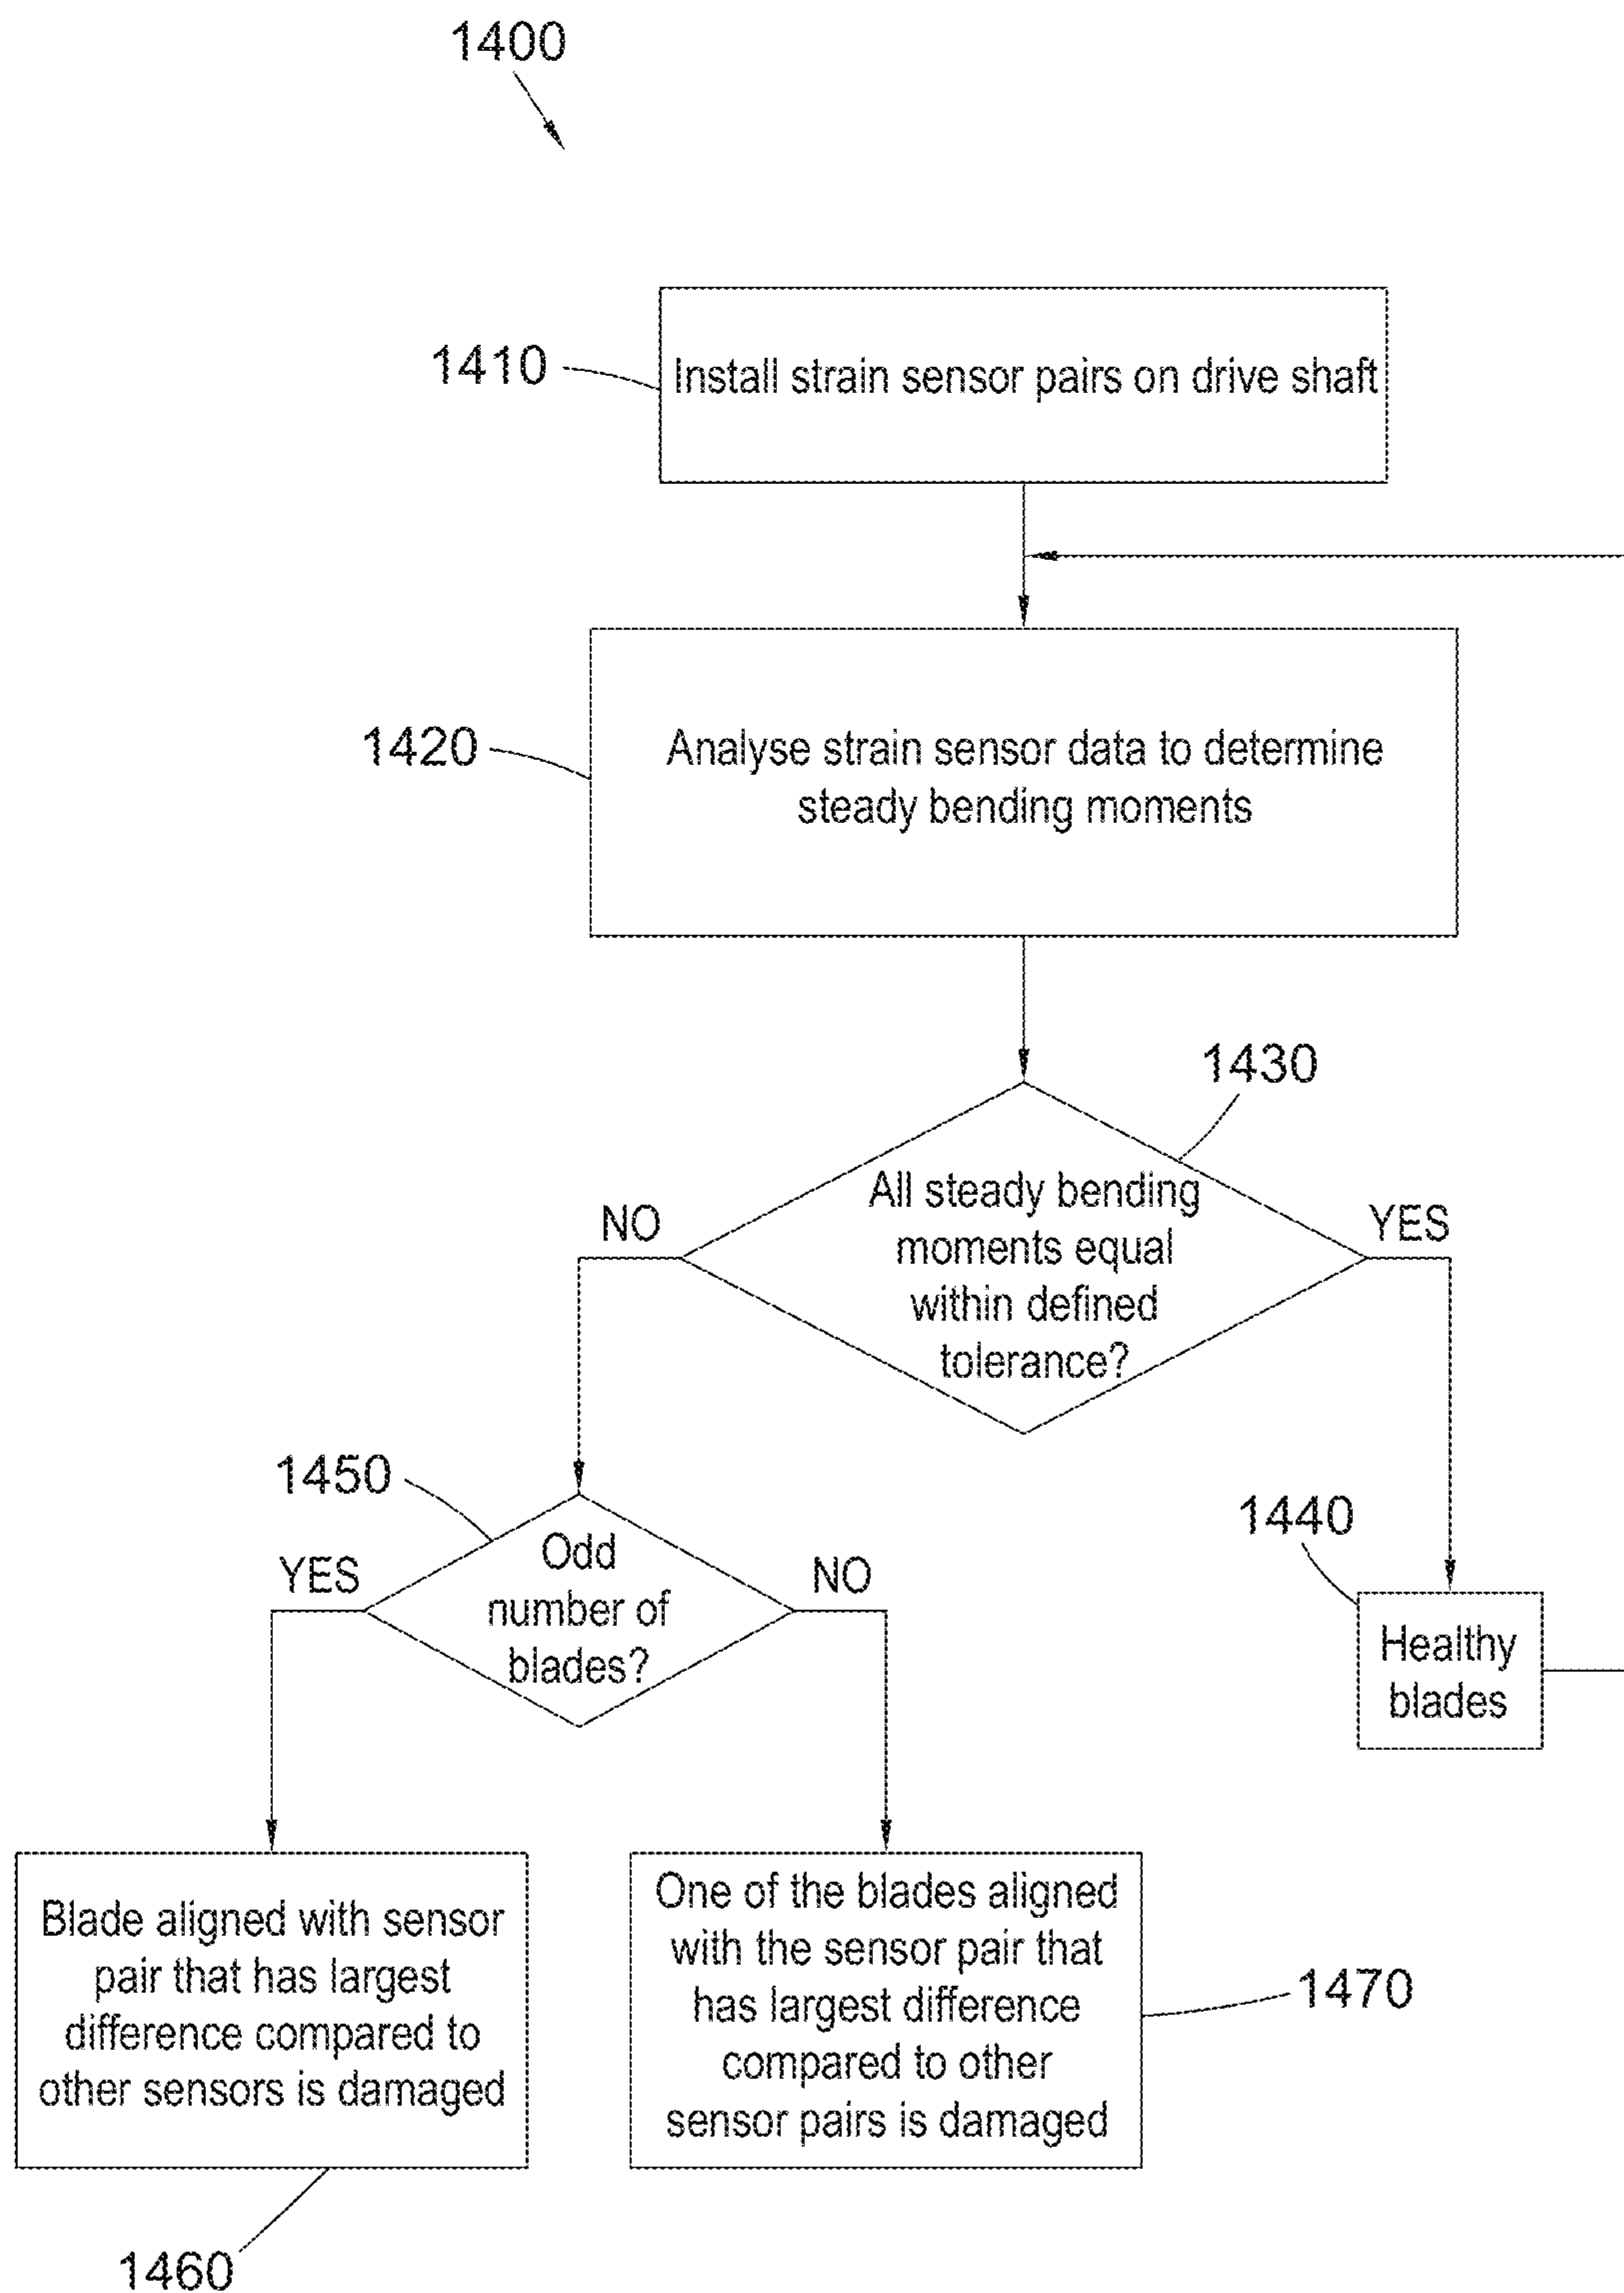 1400
1410
Install strain sensor pairs on drive shaft
1420
Analyse strain sensor data to determine
steady bending moments
1430
All steady bending
moments equal
within defined
tolerance?
NO
YES
1450
Odd
number of
blades?
YES
NO
1440
Healthy
blades
Blade aligned with sensor
pair that has largest
difference compared to
other sensors is damaged
One of the blades aligned
with the sensor pair that
has largest difference
compared to other
sensor pairs is damaged
1470
1460